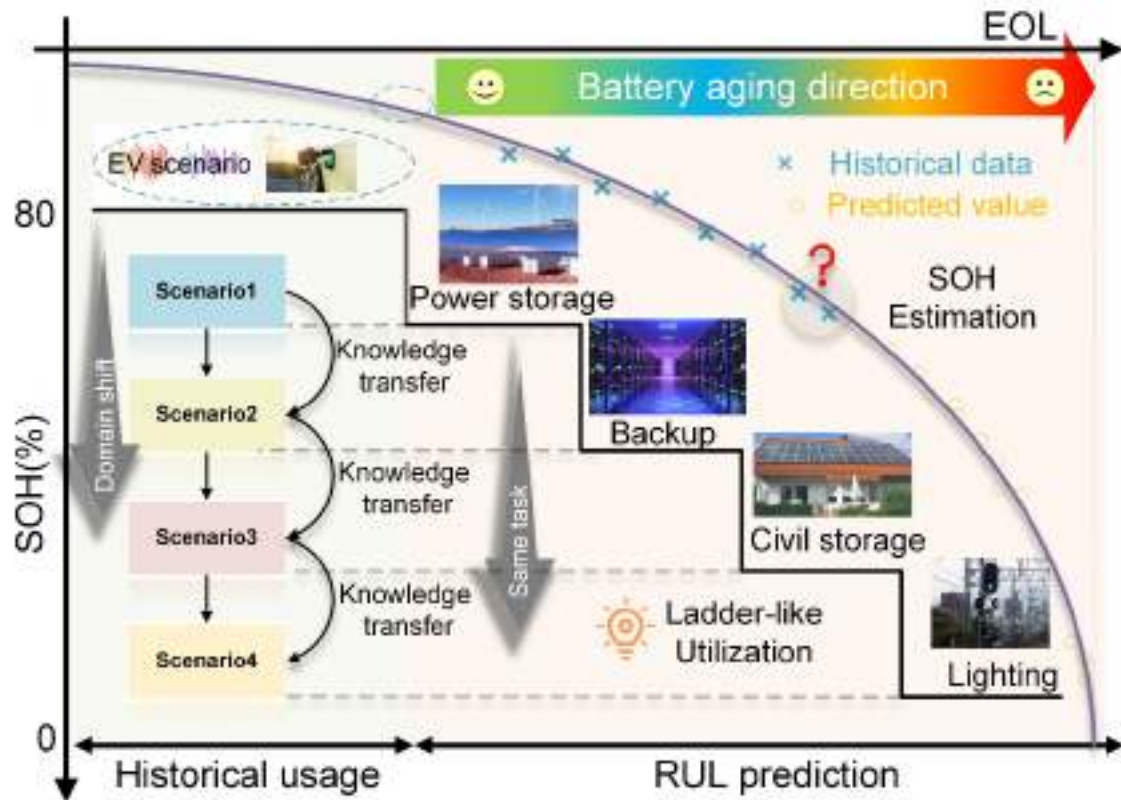 EOL
Battery aging direction
EV scenario
Historical data
Predicted value
80
?
SOH
Estimation
Power storage
Scenario1
Knowledge
transfer
Domain shift
Scenario2
Backup
Knowledge
transfer
Same task
SOH(%)
Scenario3
Civil storage
Knowledge
transfer
Ladder-like
Utilization
Scenario4
Lighting
0
Historical usage
RUL prediction